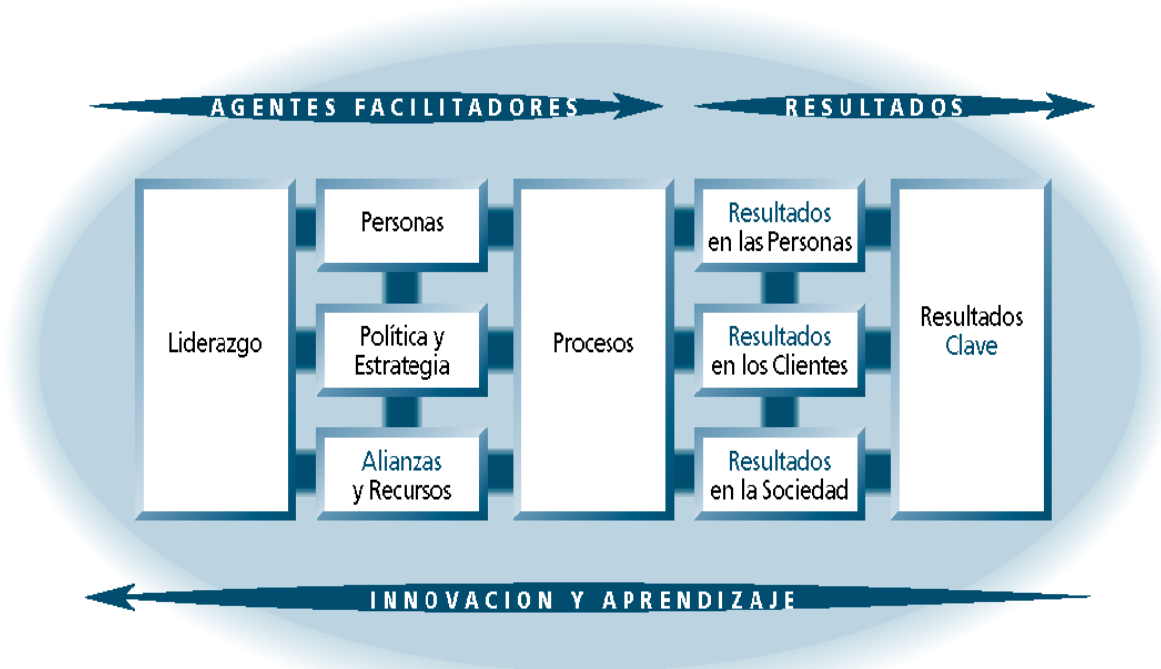 AGENTES FACILITADORES
RESULTADOS
Liderazgo
Personas
Política y
Estrategia
Alianzas
y Recursos
Procesos
Resultados
en las Personas
Resultados
en los Clientes
Resultados
en la Sociedad
Resultados
Clave
INNOVACION Y APRENDIZAJE